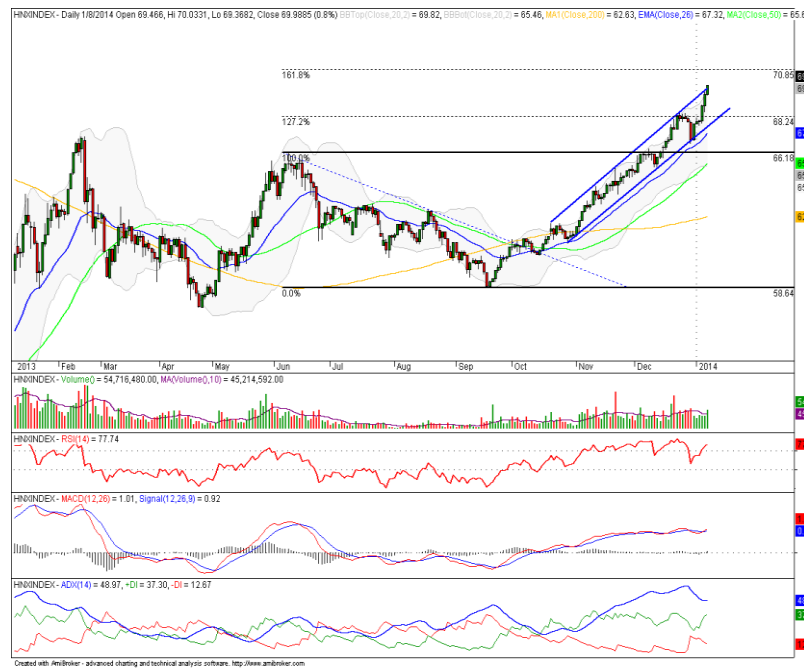 HNXINDEX - Daily 1/8/2014 Open 69.466, Hi 70.0331, Lo 69.3682, Close 69.9885 (0.8%) BBTop(Close,20,2) = 69.82, BBBot(Close,20,2) = 65.46, MA1(Close,200) = 62.63, EMA(Close,26) = 67.32, MA2(Close,50) = 65.6
161.8% 70.85
127.2% 68.24
100.0% 66.18
0.0% 58.64
2013 Feb Mar Apr May Jun Jul Aug Sep Oct Nov Dec 2014
HNXINDEX - Volume() = 54,716,480.00, MA(Volume(),10) = 45,214,592.00
HNXINDEX - RSI(14) = 77.74
HNXINDEX - MACD(12,26) = 1.01, Signal(12,26,9) = 0.92
HNXINDEX - ADX(14) = 48.97, +DI = 37.30, -DI = 12.67
Created with AmiBroker - advanced charting and technical analysis software. http://www.amibroker.com